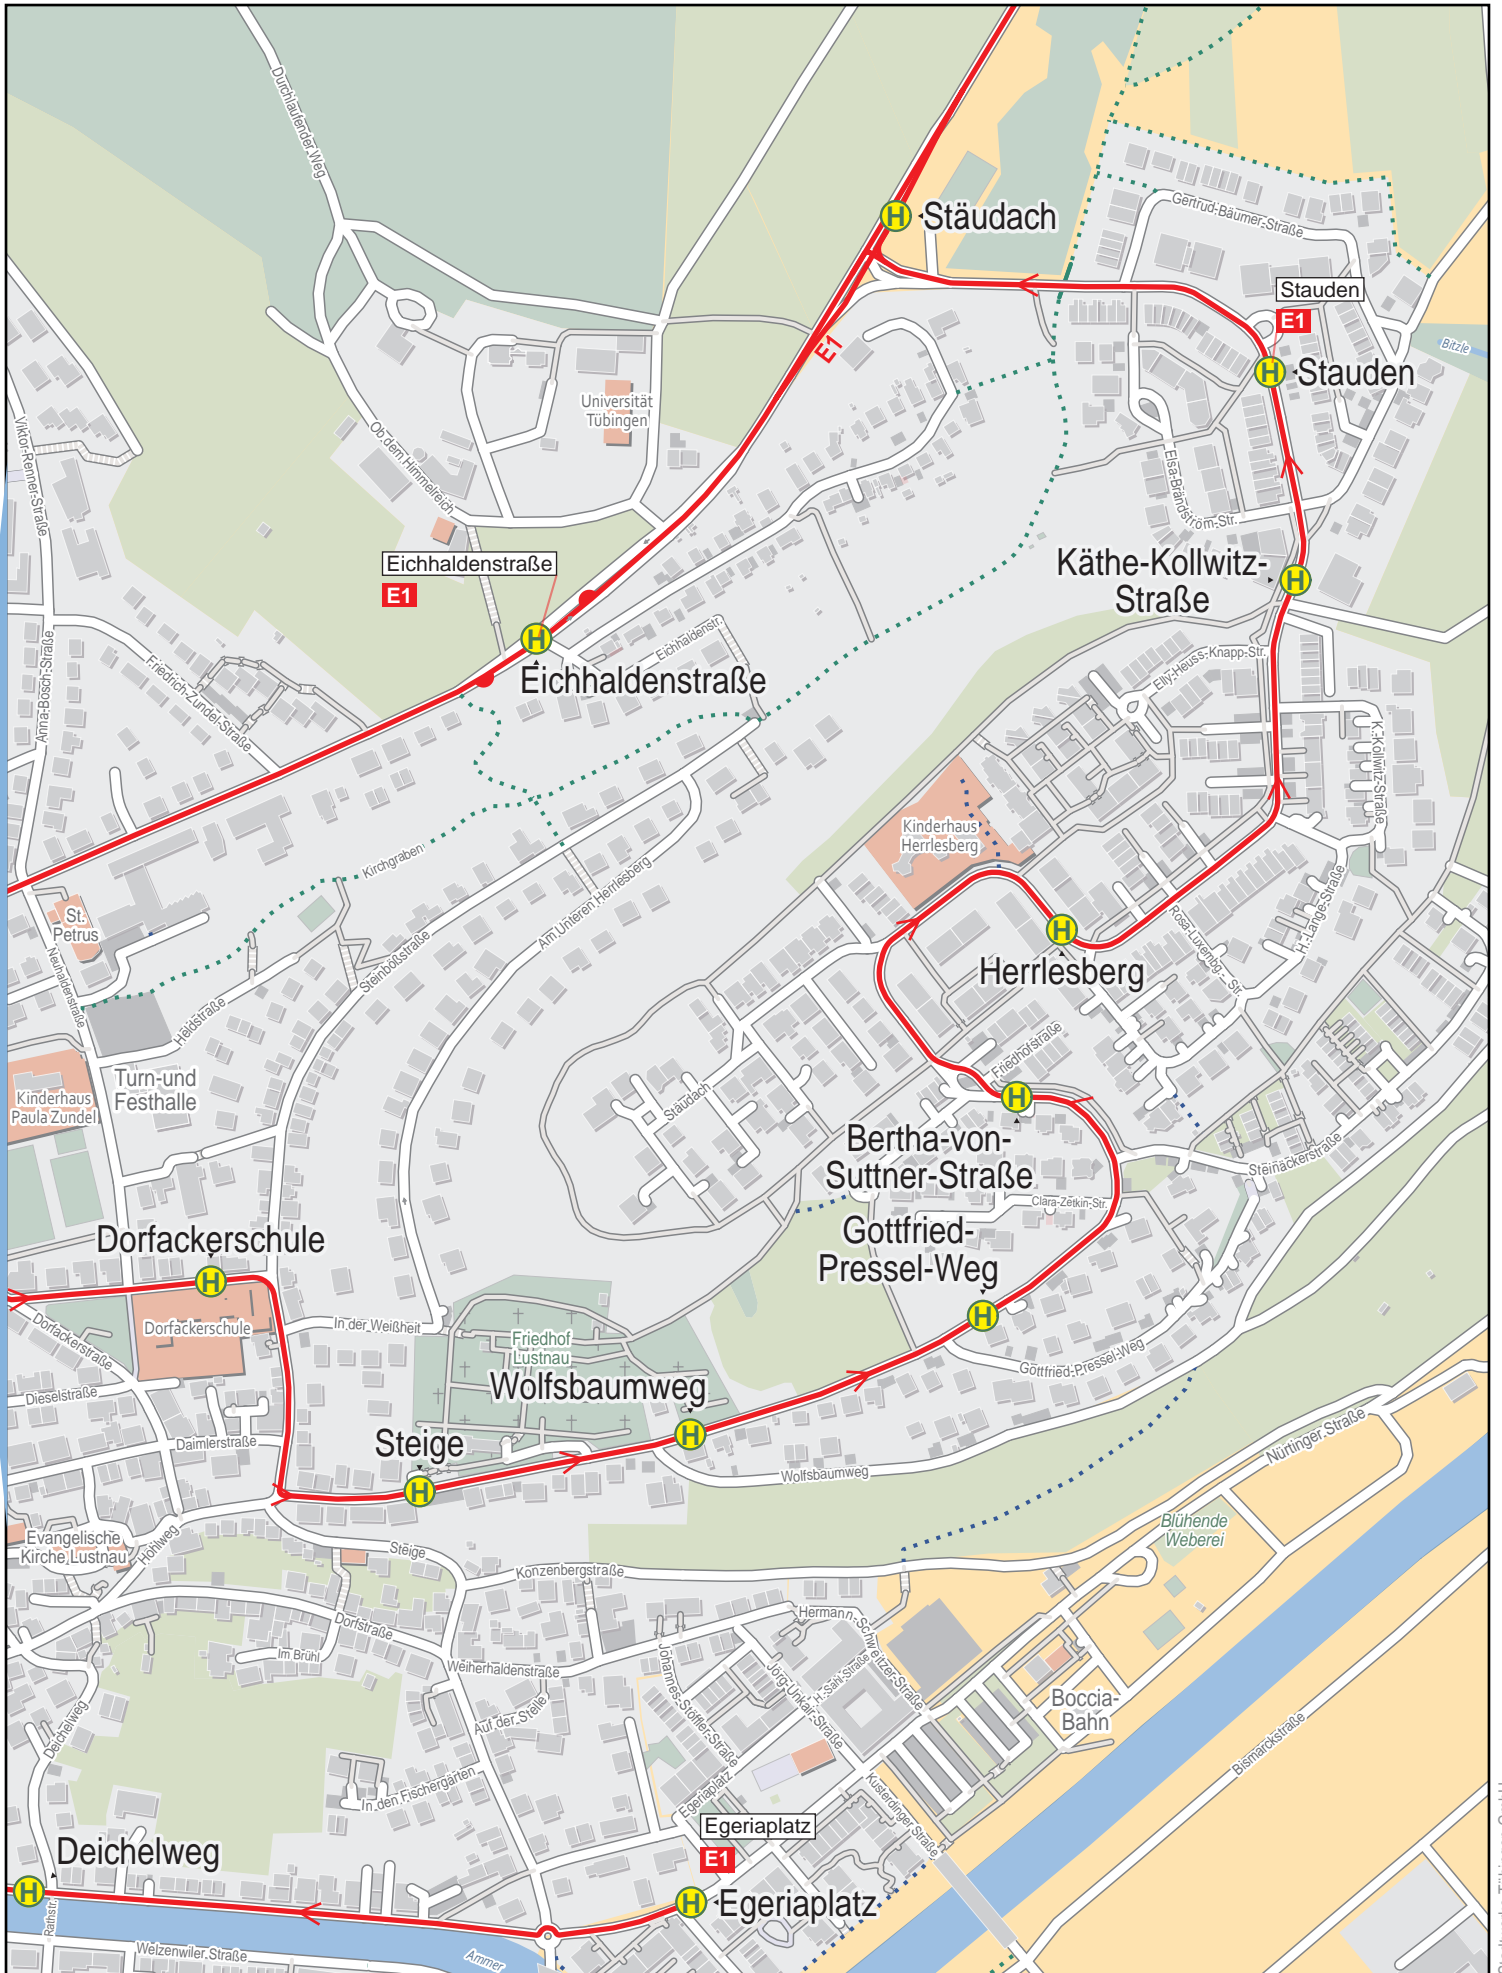 Durchlaufender Weg
Stäudach
Gertrud-Bäumer-Straße
Stauden
E1
Bitzle
E1
Stauden
Universität
Tübingen
Viktor-Renner-Straße
Ob dem Himmelreich
Elsa-Brändström-Str.
Eichhaldenstraße
E1
Käthe-Kollwitz-
Straße
H
H
H
H
Eichhaldenstr.
Anna-Bosch-Straße
Friedrich-Zundel-Straße
Eichhaldenstraße
Elly-Heuss-Knapp-Str.
K.-Kollwitz-Straße
Kinderhaus
Herrlesberg
Kirchgraben
St.
Petrus
Neuhaldenstraße
Steinbößstraße
Am Unteren Herrlesberg
H
Herrlesberg
Rosa-Luxembg.-Str.
H.-Lange-Straße
Heidstraße
Turn-und
Festhalle
Kinderhaus
Paula Zundel
Stäudach
Friedhofstraße
H
Bertha-von-
Suttner-Straße
Steinäckerstraße
Clara-Zetkin-Str.
Dorfackerschule
H
Gottfried-
Pressel-Weg
H
Dorfackerstraße
Dorfackerschule
In der Weißheit
Friedhof
Lustnau
Gottfried-Pressel-Weg
Dieselstraße
Wolfsbaumweg
H
Daimlerstraße
Steige
H
Wolfsbaumweg
Nürtinger Straße
Evangelische
Kirche Lustnau
Hohlweg
Steige
Blühende
Weberei
Konzenbergstraße
Dorfstraße
Im Brühl
Hermann-Schweitzer-Straße
Weiherhaldenstraße
Johannes-Stöffler-Straße
Jörg-Unkair-Straße
H.-Sahl-Straße
Boccia-
Bahn
Deichelweg
Auf der Stelle
Bismarckstraße
In den Fischergärten
Egeriaplatz
Kusterdinger Straße
Egeriaplatz
E1
Deichelweg
H
H
Egeriaplatz
Rathstr.
Welzenwiler Straße
Ammer